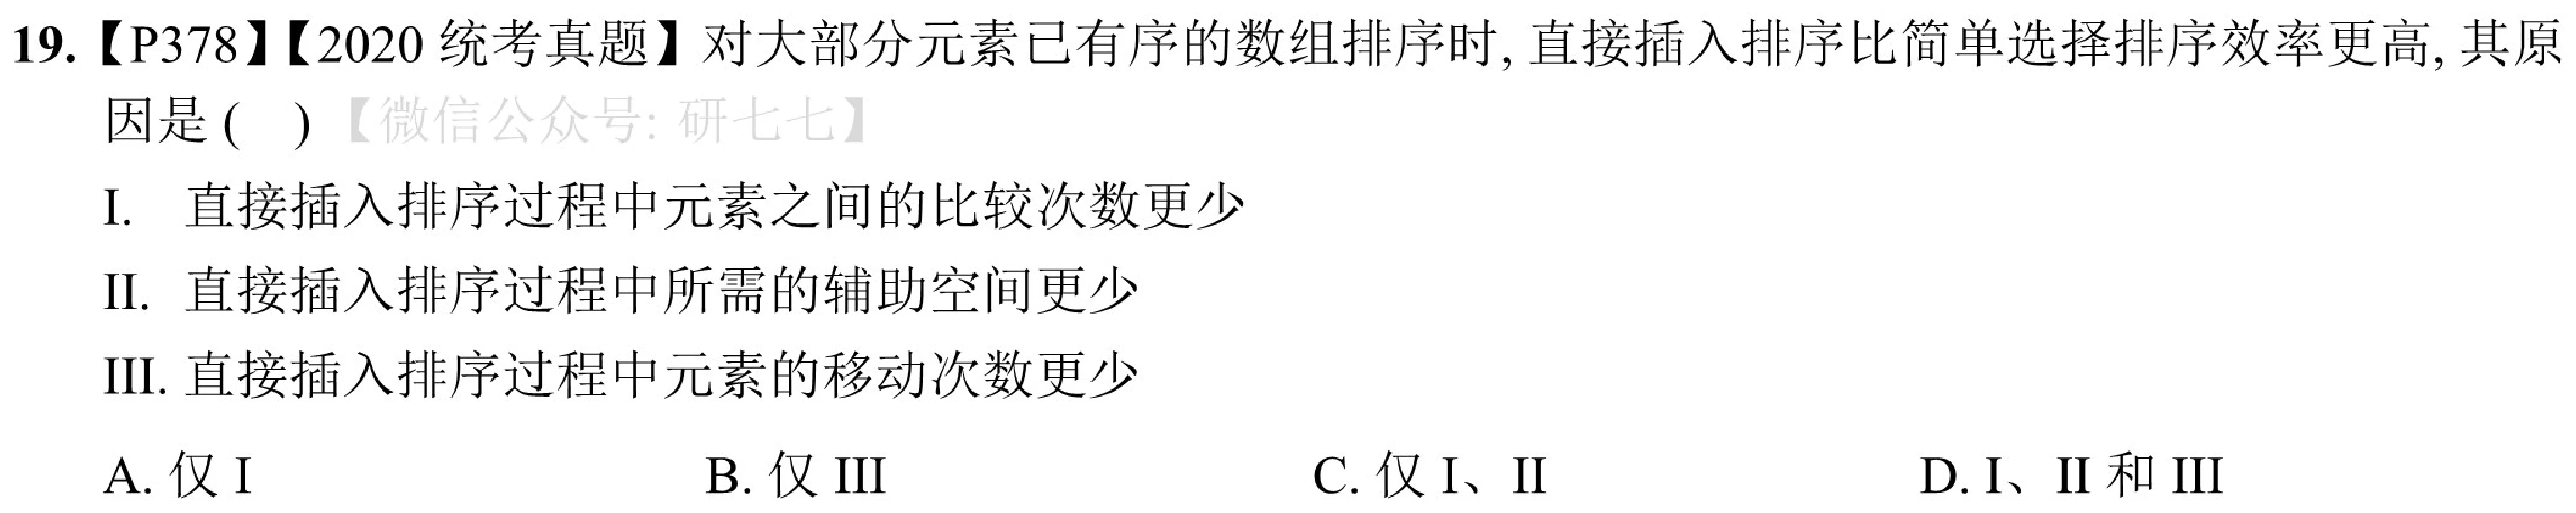 19.【P378】【2020 统考真题】对大部分元素已有序的数组排序时, 直接插入排序比简单选择排序效率更高, 其原
因是 (   ) 【微信公众号: 研七七】
I. 直接插入排序过程中元素之间的比较次数更少
II. 直接插入排序过程中所需的辅助空间更少
III. 直接插入排序过程中元素的移动次数更少
A. 仅 I B. 仅 III C. 仅 I、II D. I、II 和 III